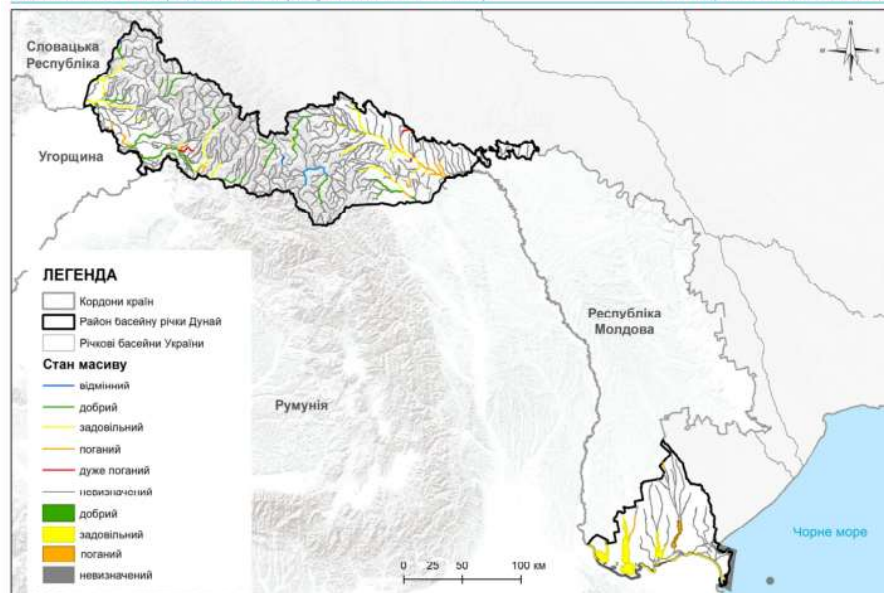 Словацька
Республіка
Угорщина
Республіка
Молдова
Румунія
Чорне море
ЛЕГЕНДА
Кордони країн
Район басейну річки Дунай
Річкові басейни України
Стан масиву
відмінний
добрий
задовільний
поганий
дуже поганий
невизначений
добрий
задовільний
поганий
невизначений
0 25 50 100 км